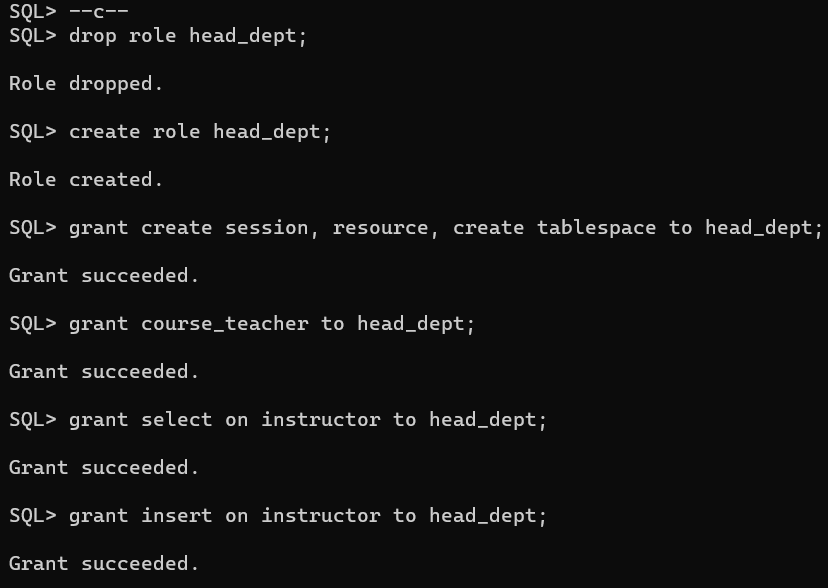 SQL> --c--
SQL> drop role head_dept;
Role dropped.
SQL> create role head_dept;
Role created.
SQL> grant create session, resource, create tablespace to head_dept;
Grant succeeded.
SQL> grant course_teacher to head_dept;
Grant succeeded.
SQL> grant select on instructor to head_dept;
Grant succeeded.
SQL> grant insert on instructor to head_dept;
Grant succeeded.